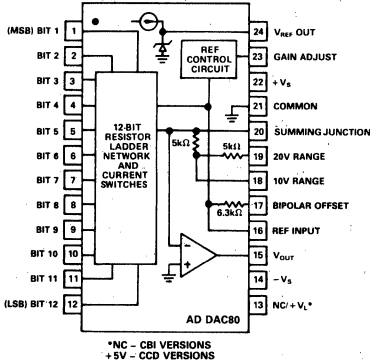 (MSB) BIT 1 1
BIT 2 2
BIT 3 3
BIT 4 4
BIT 5 5
BIT 6 6
BIT 7 7
BIT 8 8
BIT 9 9
BIT 10 10
BIT 11 11
(LSB) BIT 12 12
12-BIT
RESISTOR
LADDER
NETWORK
AND
CURRENT
SWITCHES
REF
CONTROL
CIRCUIT
5kΩ
5kΩ
6.3kΩ
−
+
AD DAC80
24 VREF OUT
23 GAIN ADJUST
22 +VS
21 COMMON
20 SUMMING JUNCTION
19 20V RANGE
18 10V RANGE
17 BIPOLAR OFFSET
16 REF INPUT
15 VOUT
14 −VS
13 NC/+VL*
*NC – CBI VERSIONS
+5V – CCD VERSIONS